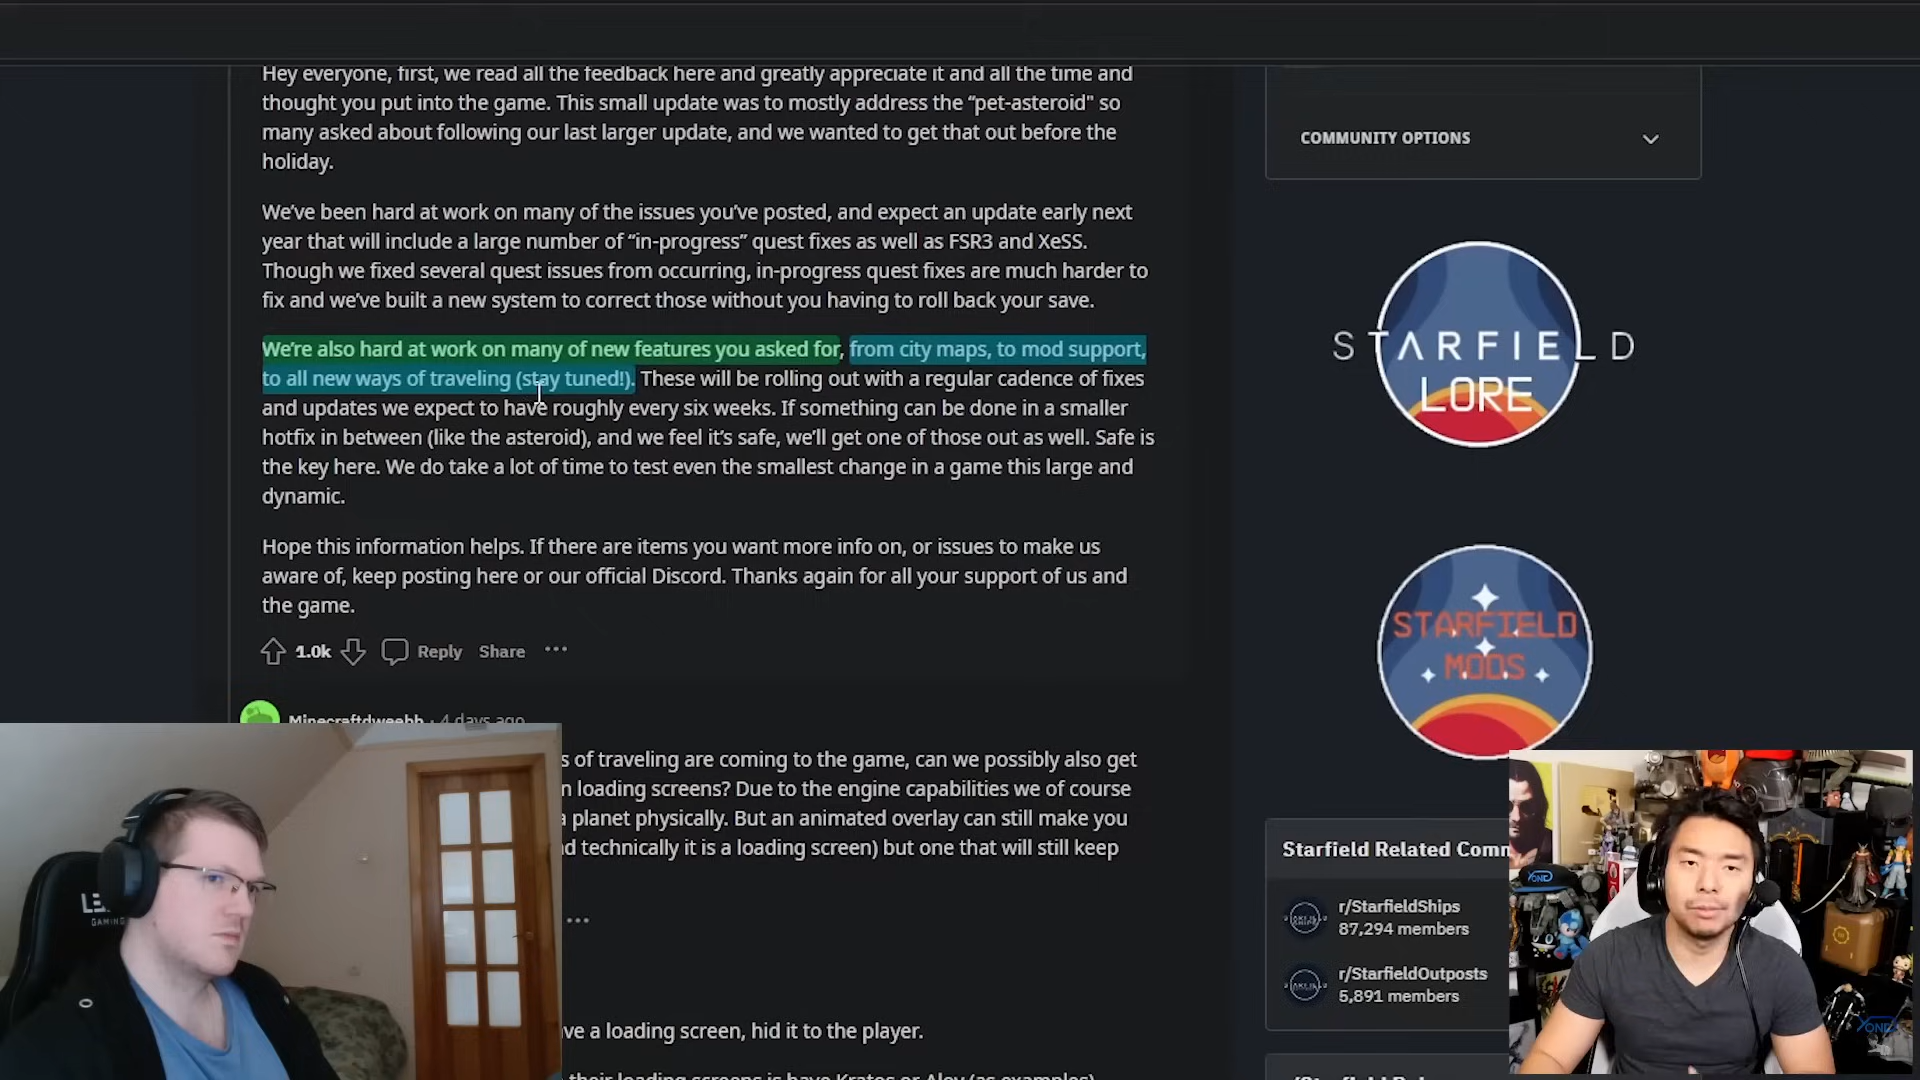 Hey everyone, first, we read all the feedback here and greatly appreciate it and all the time and
thought you put into the game. This small update was to mostly address the “pet-asteroid" so
many asked about following our last larger update, and we wanted to get that out before the
holiday.
We’ve been hard at work on many of the issues you’ve posted, and expect an update early next
year that will include a large number of “in-progress” quest fixes as well as FSR3 and XeSS.
Though we fixed several quest issues from occurring, in-progress quest fixes are much harder to
fix and we’ve built a new system to correct those without you having to roll back your save.
We’re also hard at work on many of new features you asked for, from city maps, to mod support,
to all new ways of traveling (stay tuned!). These will be rolling out with a regular cadence of fixes
and updates we expect to have roughly every six weeks. If something can be done in a smaller
hotfix in between (like the asteroid), and we feel it’s safe, we’ll get one of those out as well. Safe is
the key here. We do take a lot of time to test even the smallest change in a game this large and
dynamic.
Hope this information helps. If there are items you want more info on, or issues to make us
aware of, keep posting here or our official Discord. Thanks again for all your support of us and
the game.
1.0k Reply Share
Minecraftdweebb · 4 days ago
s of traveling are coming to the game, can we possibly also get
n loading screens? Due to the engine capabilities we of course
a planet physically. But an animated overlay can still make you
d technically it is a loading screen) but one that will still keep
ve a loading screen, hid it to the player.
their loading screens is have Kratos or Aloy (as examples)
COMMUNITY OPTIONS
STARFIELD
LORE
STARFIELD
MODS
Starfield Related Comm
r/StarfieldShips
87,294 members
r/StarfieldOutposts
5,891 members
GAMING
YONG